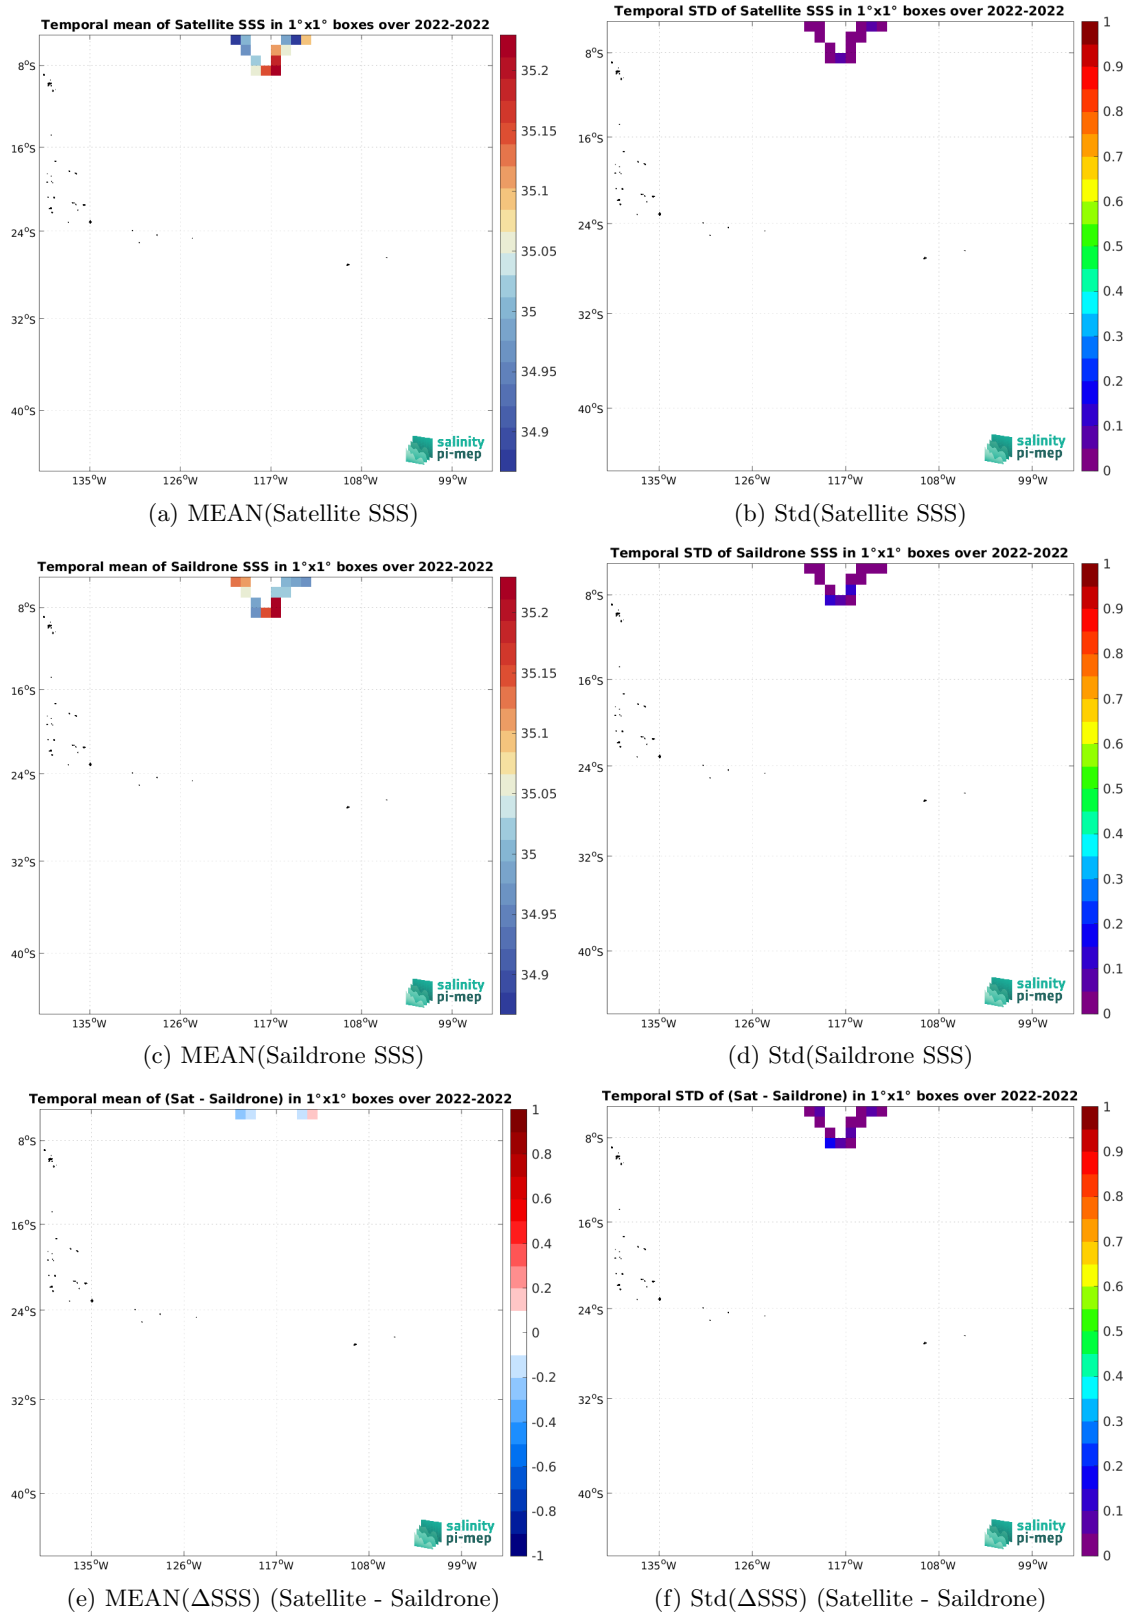 Temporal mean of Satellite SSS in 1°x1° boxes over 2022-2022
8°S
16°S
24°S
32°S
40°S
135°W
126°W
117°W
108°W
99°W
35.2
35.15
35.1
35.05
35
34.95
34.9
salinity
pi-mep
(a) MEAN(Satellite SSS)
Temporal STD of Satellite SSS in 1°x1° boxes over 2022-2022
8°S
16°S
24°S
32°S
40°S
135°W
126°W
117°W
108°W
99°W
1
0.9
0.8
0.7
0.6
0.5
0.4
0.3
0.2
0.1
0
salinity
pi-mep
(b) Std(Satellite SSS)
Temporal mean of Saildrone SSS in 1°x1° boxes over 2022-2022
8°S
16°S
24°S
32°S
40°S
135°W
126°W
117°W
108°W
99°W
35.2
35.15
35.1
35.05
35
34.95
34.9
salinity
pi-mep
(c) MEAN(Saildrone SSS)
Temporal STD of Saildrone SSS in 1°x1° boxes over 2022-2022
8°S
16°S
24°S
32°S
40°S
135°W
126°W
117°W
108°W
99°W
1
0.9
0.8
0.7
0.6
0.5
0.4
0.3
0.2
0.1
0
salinity
pi-mep
(d) Std(Saildrone SSS)
Temporal mean of (Sat - Saildrone) in 1°x1° boxes over 2022-2022
8°S
16°S
24°S
32°S
40°S
135°W
126°W
117°W
108°W
99°W
1
0.8
0.6
0.4
0.2
0
-0.2
-0.4
-0.6
-0.8
-1
salinity
pi-mep
(e) MEAN(ΔSSS) (Satellite - Saildrone)
Temporal STD of (Sat - Saildrone) in 1°x1° boxes over 2022-2022
8°S
16°S
24°S
32°S
40°S
135°W
126°W
117°W
108°W
99°W
1
0.9
0.8
0.7
0.6
0.5
0.4
0.3
0.2
0.1
0
salinity
pi-mep
(f) Std(ΔSSS) (Satellite - Saildrone)